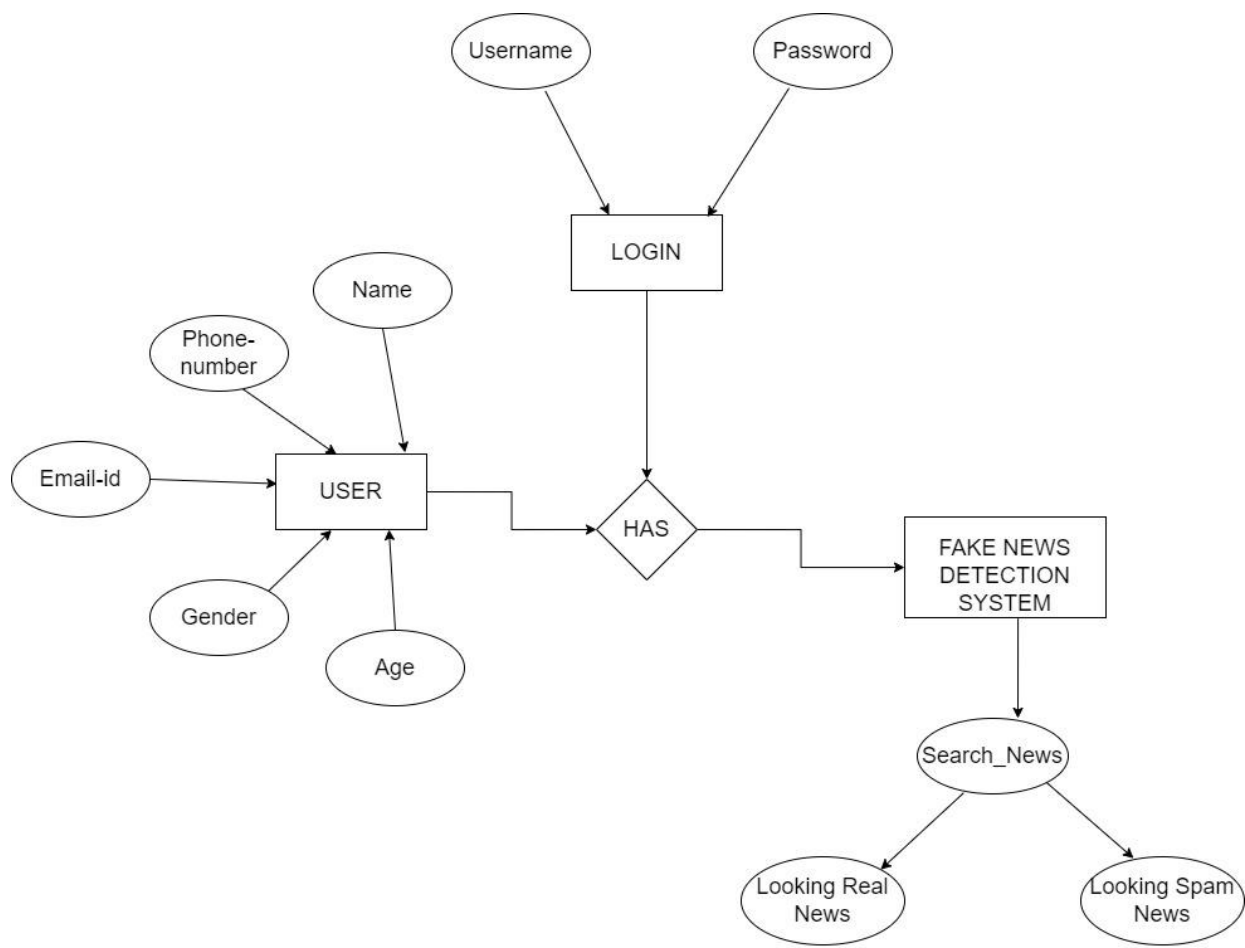 Username
Password
LOGIN
Name
Phone-
number
Email-id
USER
HAS
FAKE NEWS
DETECTION
SYSTEM
Gender
Age
Search_News
Looking Real
News
Looking Spam
News